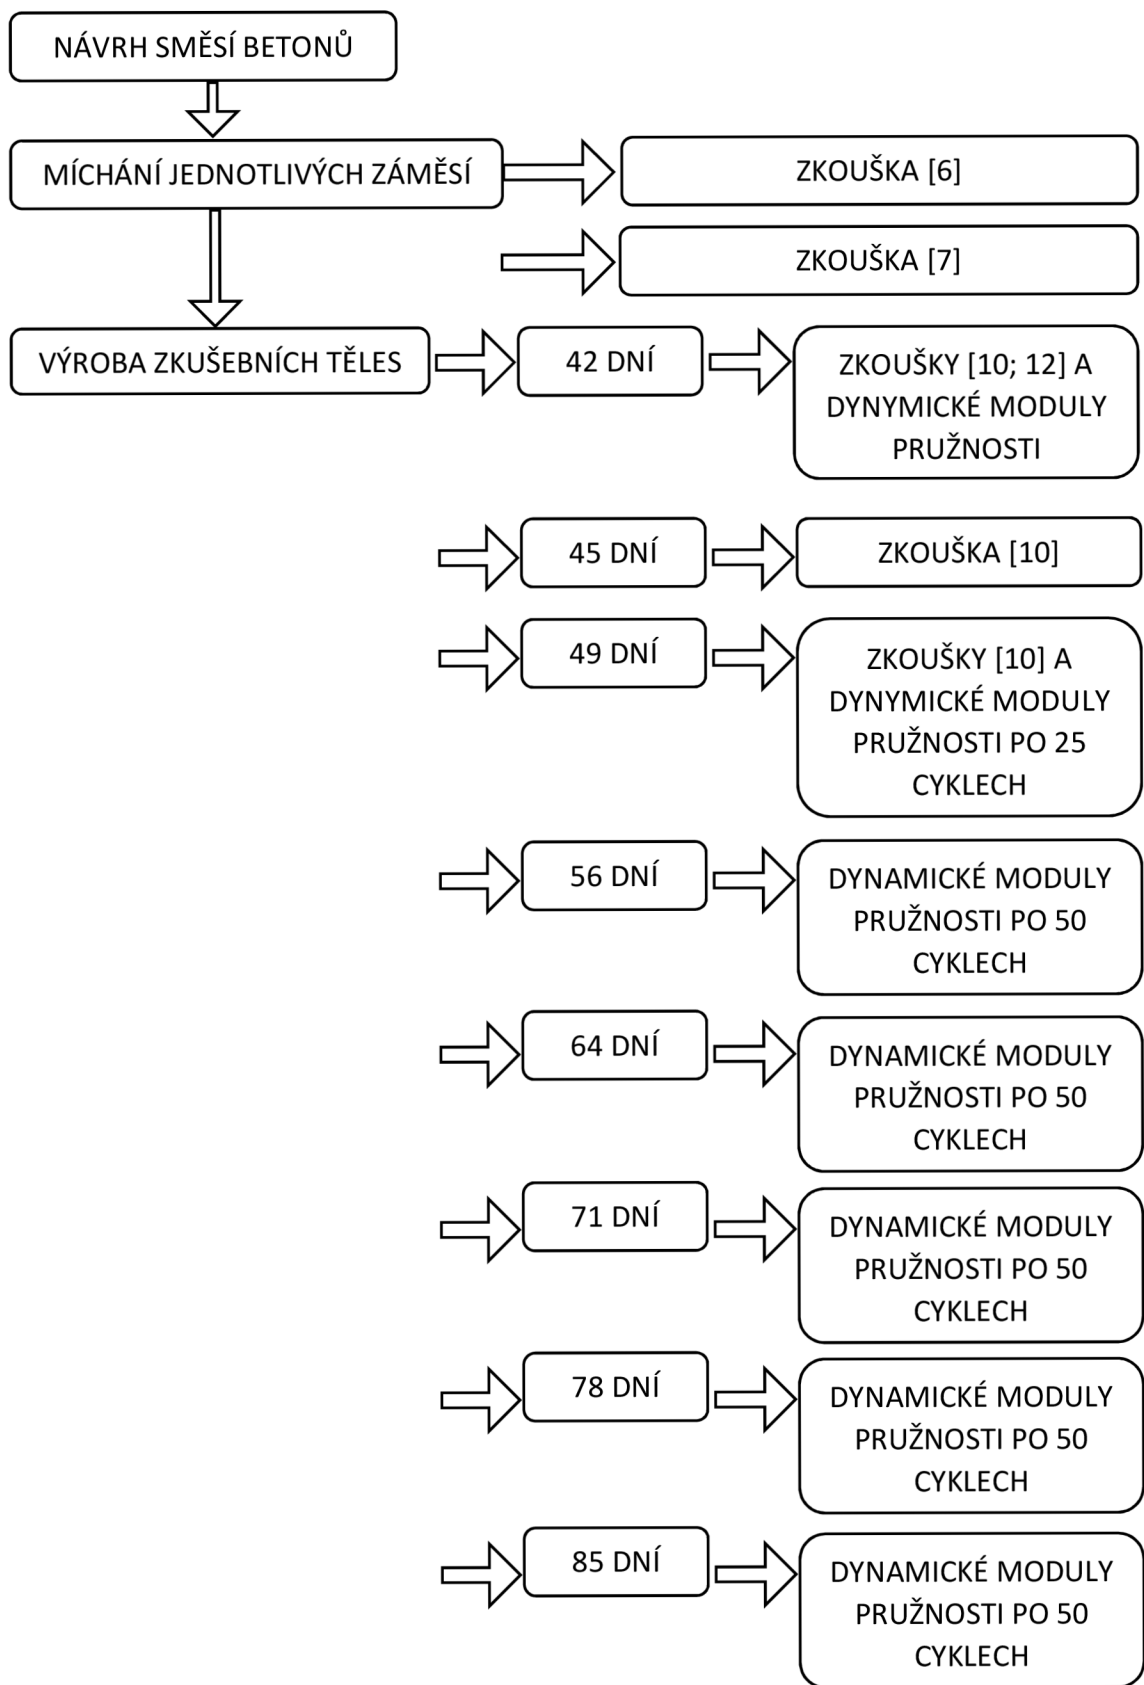 NÁVRH SMĚSÍ BETONŮ
MÍCHÁNÍ JEDNOTLIVÝCH ZÁMĚSÍ
ZKOUŠKA [6]
ZKOUŠKA [7]
VÝROBA ZKUŠEBNÍCH TĚLES
42 DNÍ
ZKOUŠKY [10; 12] A
DYNYMICKÉ MODULY
PRUŽNOSTI
45 DNÍ
ZKOUŠKA [10]
49 DNÍ
ZKOUŠKY [10] A
DYNYMICKÉ MODULY
PRUŽNOSTI PO 25
CYKLECH
56 DNÍ
DYNAMICKÉ MODULY
PRUŽNOSTI PO 50
CYKLECH
64 DNÍ
DYNAMICKÉ MODULY
PRUŽNOSTI PO 50
CYKLECH
71 DNÍ
DYNAMICKÉ MODULY
PRUŽNOSTI PO 50
CYKLECH
78 DNÍ
DYNAMICKÉ MODULY
PRUŽNOSTI PO 50
CYKLECH
85 DNÍ
DYNAMICKÉ MODULY
PRUŽNOSTI PO 50
CYKLECH